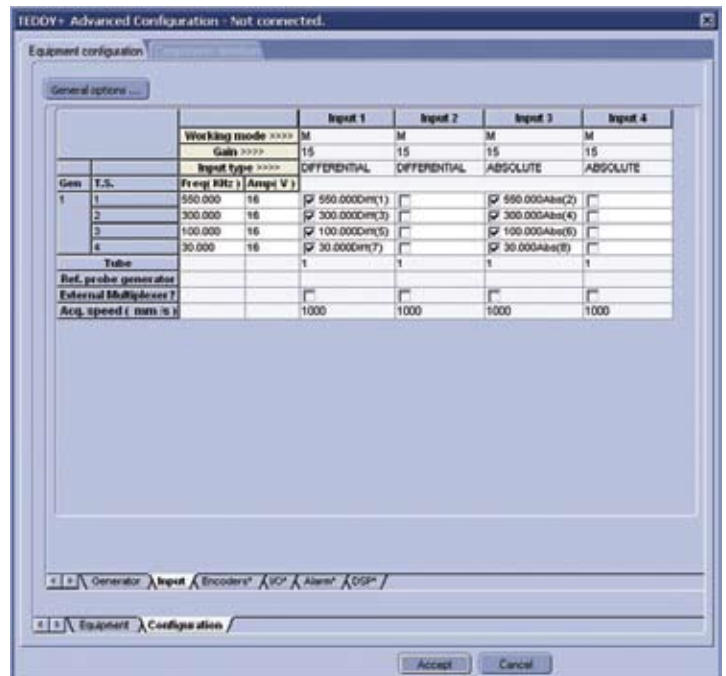 TEDDY+ Advanced Configuration - Not connected.
Equipment configuration
General options ...
Input 1 Input 2 Input 3 Input 4
Working mode >>>> M M M M
Gain >>>> 15 15 15 15
Input type >>>> DIFFERENTIAL DIFFERENTIAL ABSOLUTE ABSOLUTE
Gen T.S. Freq( KHz ) Amp( V )
1 1 550.000 16 550.000Diff(1) 550.000Abs(2)
2 300.000 16 300.000Diff(3) 300.000Abs(4)
3 100.000 16 100.000Diff(5) 100.000Abs(6)
4 30.000 16 30.000Diff(7) 30.000Abs(8)
Tube 1 1 1 1
Ref. probe generator
External Multiplexer?
Acq. speed ( mm /s ) 1000 1000 1000 1000
Generator Input Encoders* I/O* Alarm* DSP*
Equipment Configuration
Accept Cancel